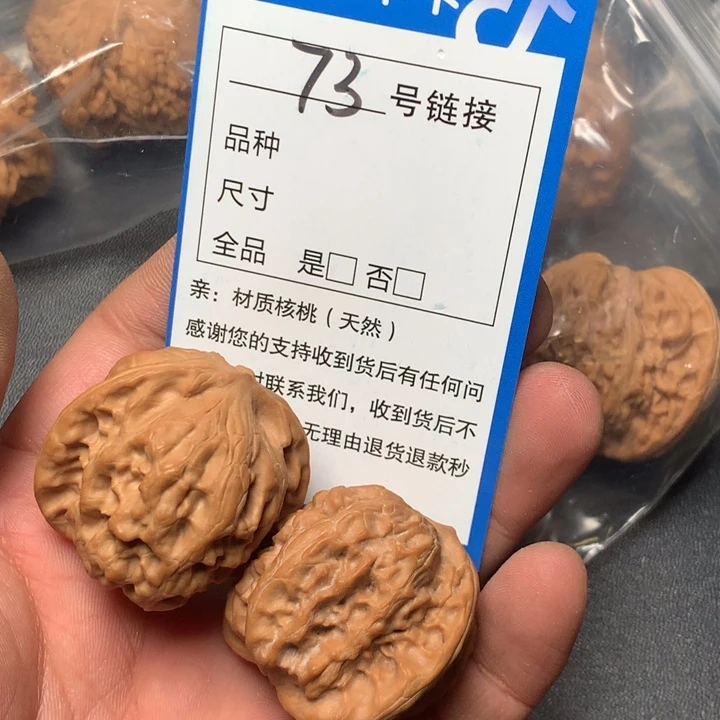 73 号链接
品种
尺寸
全品 是□ 否□
亲：材质核桃（天然）
感谢您的支持收到货后有任何问
时联系我们，收到货后不
无理由退货退款秒